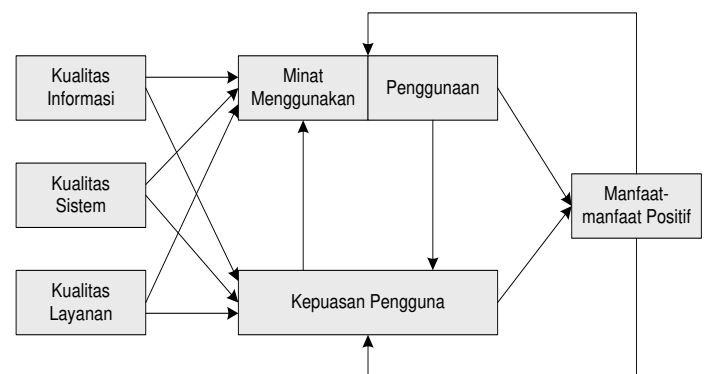 Kualitas
Informasi
Minat
Menggunakan
Penggunaan
Kualitas
Sistem
Manfaat-
manfaat Positif
Kualitas
Layanan
Kepuasan Pengguna